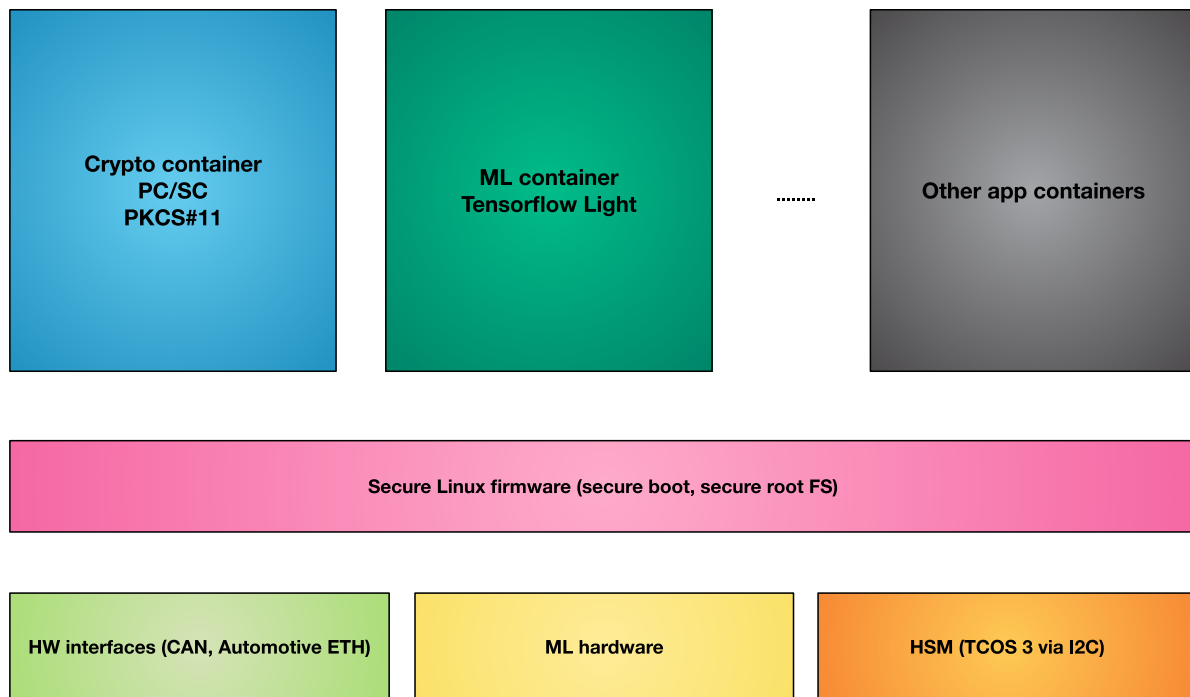 Crypto container
PC/SC
PKCS#11
ML container
Tensorflow Light
........
Other app containers
Secure Linux firmware (secure boot, secure root FS)
HW interfaces (CAN, Automotive ETH)
ML hardware
HSM (TCOS 3 via I2C)